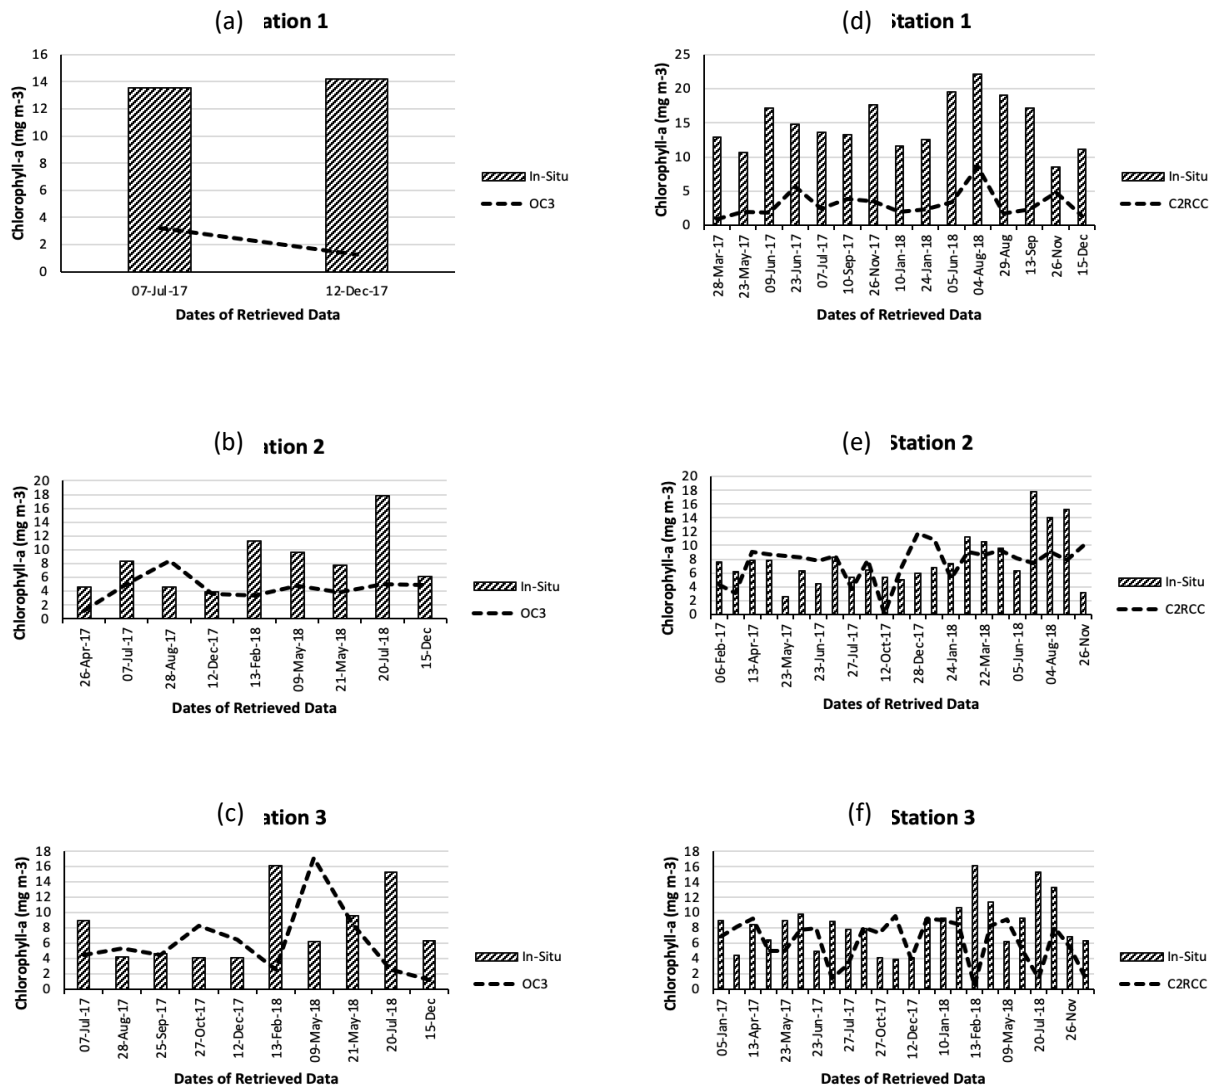 (a) ation 1
16
14
12
10
8
6
4
2
0
Chlorophyll-a (mg m-3)
07-Jul-17
12-Dec-17
Dates of Retrieved Data
In-Situ
OC3
(d) Station 1
25
20
15
10
5
0
Chlorophyll-a (mg m-3)
28-Mar-17
23-May-17
09-Jun-17
23-Jun-17
07-Jul-17
10-Sep-17
26-Nov-17
10-Jan-18
24-Jan-18
05-Jun-18
04-Aug-18
29-Aug
13-Sep
26-Nov
15-Dec
Dates of Retrieved Data
In-Situ
C2RCC
(b) ation 2
20
18
16
14
12
10
8
6
4
2
0
Chlorophyll-a (mg m-3)
26-Apr-17
07-Jul-17
28-Aug-17
12-Dec-17
13-Feb-18
09-May-18
21-May-18
20-Jul-18
15-Dec
Dates of Retrieved Data
In-Situ
OC3
(e) Station 2
20
18
16
14
12
10
8
6
4
2
0
Chlorophyll-a (mg m-3)
06-Feb-17
13-Apr-17
23-May-17
23-Jun-17
27-Jul-17
12-Oct-17
28-Dec-17
24-Jan-18
22-Mar-18
05-Jun-18
04-Aug-18
26-Nov
Dates of Retrived Data
In-Situ
C2RCC
(c) ation 3
18
16
14
12
10
8
6
4
2
0
Chlorophyll-a (mg m-3)
07-Jul-17
28-Aug-17
25-Sep-17
27-Oct-17
12-Dec-17
13-Feb-18
09-May-18
21-May-18
20-Jul-18
15-Dec
Dates of Retrieved Data
In-Situ
OC3
(f) Station 3
18
16
14
12
10
8
6
4
2
0
Chlorophyll-a (mg m-3)
05-Jan-17
13-Apr-17
23-May-17
23-Jun-17
27-Jul-17
27-Oct-17
12-Dec-17
10-Jan-18
13-Feb-18
09-May-18
20-Jul-18
26-Nov
Dates of Retrieved Data
In-Situ
C2RCC